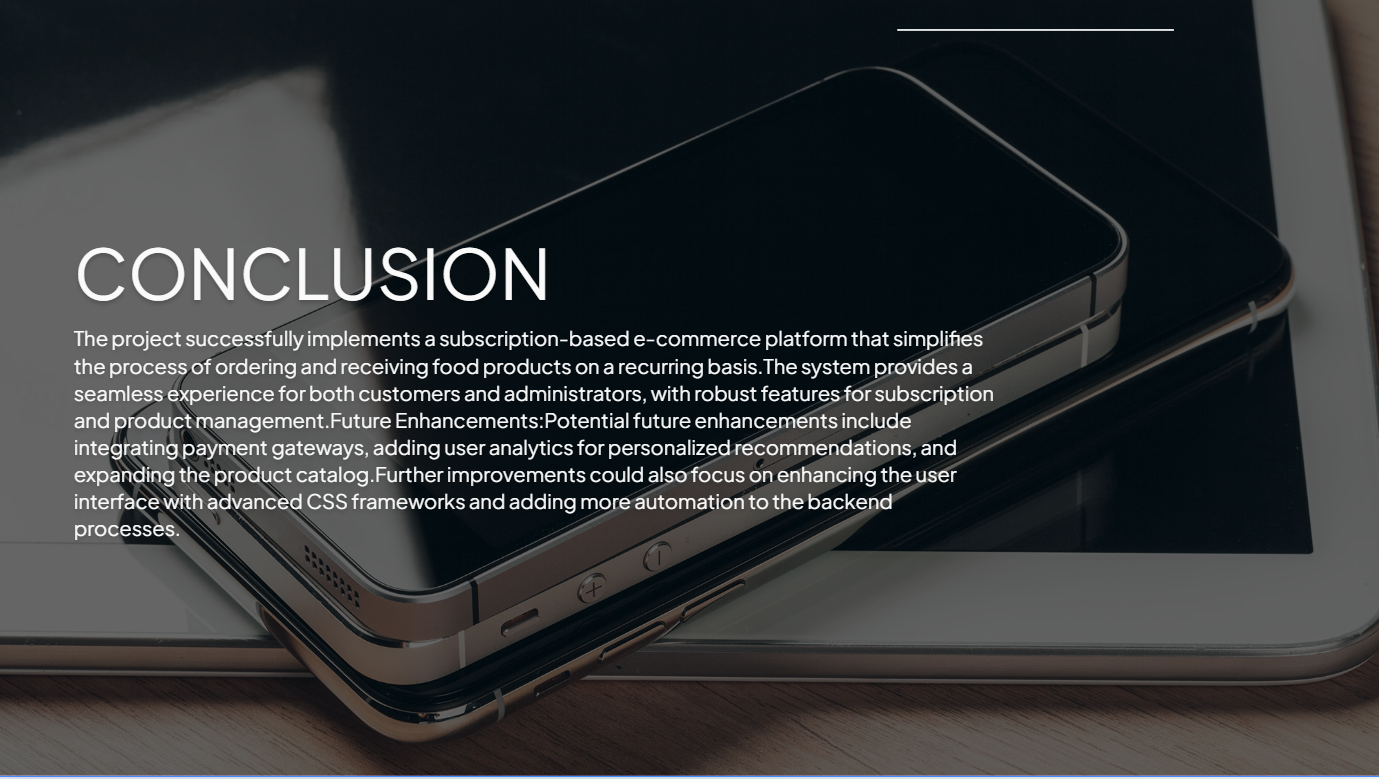 CONCLUSION
The project successfully implements a subscription-based e-commerce platform that simplifies
the process of ordering and receiving food products on a recurring basis.The system provides a
seamless experience for both customers and administrators, with robust features for subscription
and product management.Future Enhancements:Potential future enhancements include
integrating payment gateways, adding user analytics for personalized recommendations, and
expanding the product catalog.Further improvements could also focus on enhancing the user
interface with advanced CSS frameworks and adding more automation to the backend
processes.